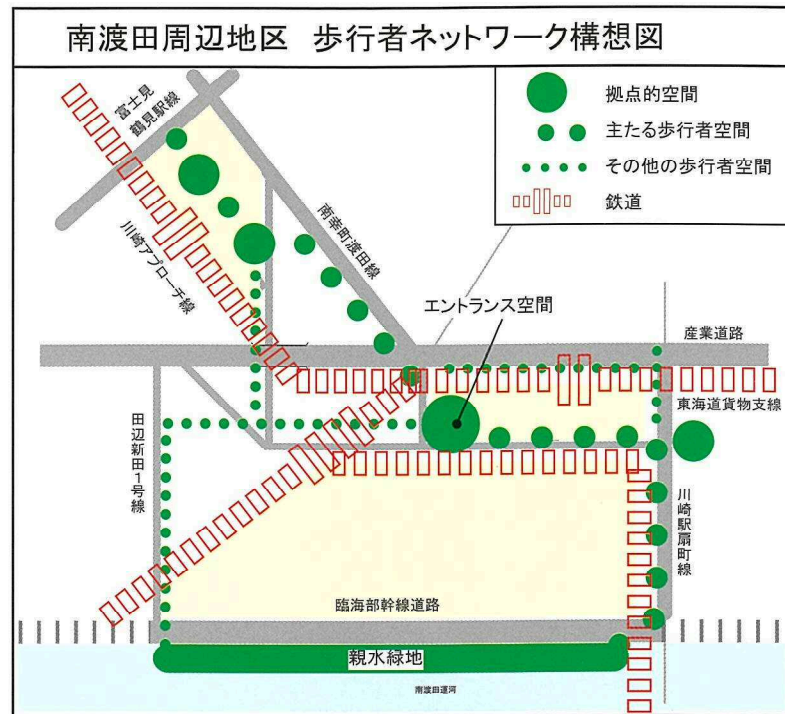 南渡田周辺地区 歩行者ネットワーク構想図
拠点的空間
主たる歩行者空間
その他の歩行者空間
鉄道
富士見
鶴見駅線
川崎アプローチ線
南幸町渡田線
エントランス空間
産業道路
東海道貨物支線
田辺新田１号線
川崎駅扇町線
臨海部幹線道路
親水緑地
南渡田運河